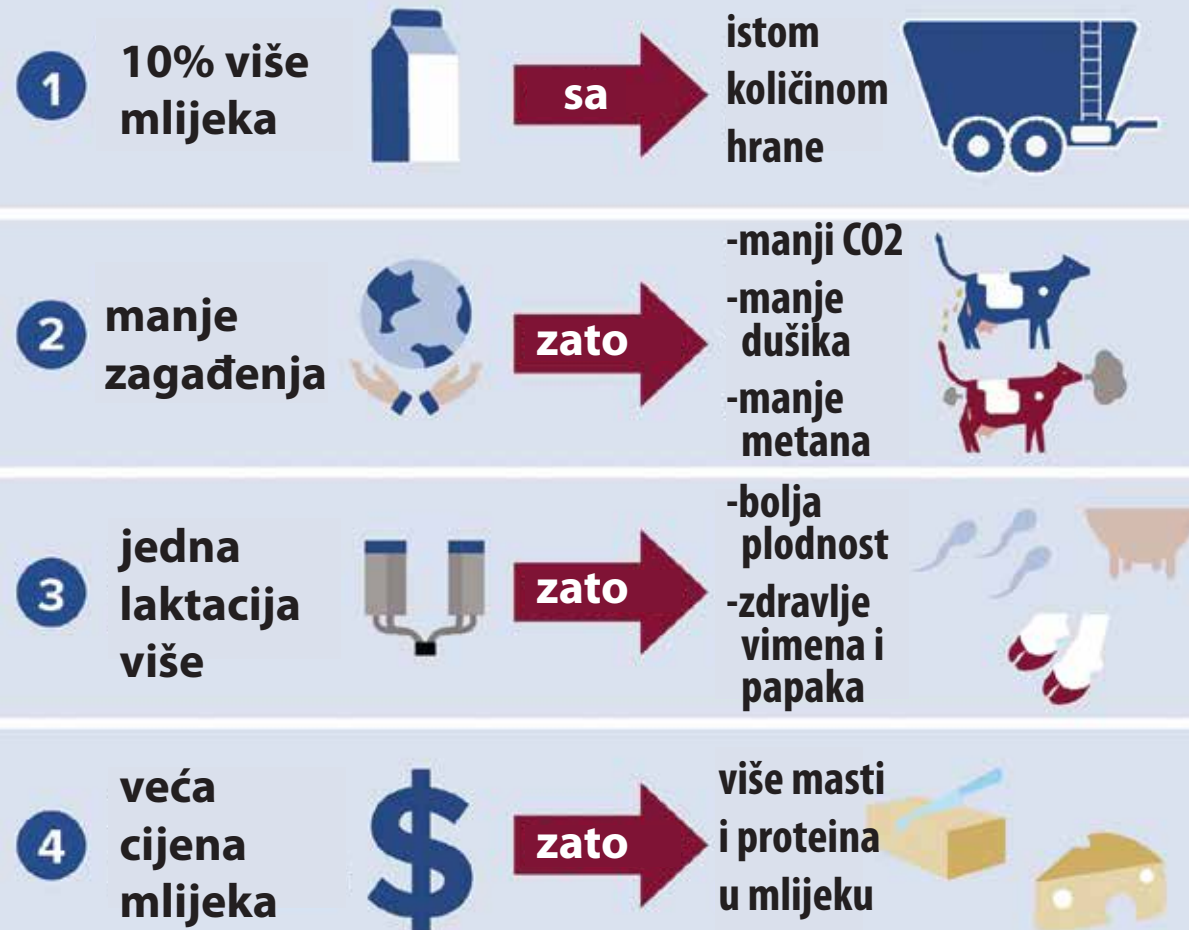 1
10% više
mlijeka
sa
istom
količinom
hrane
2
manje
zagađenja
zato
-manji CO2
-manje
dušika
-manje
metana
3
jedna
laktacija
više
zato
-bolja
plodnost
-zdravlje
vimena i
papaka
4
veća
cijena
mlijeka
$
zato
više masti
i proteina
u mlijeku